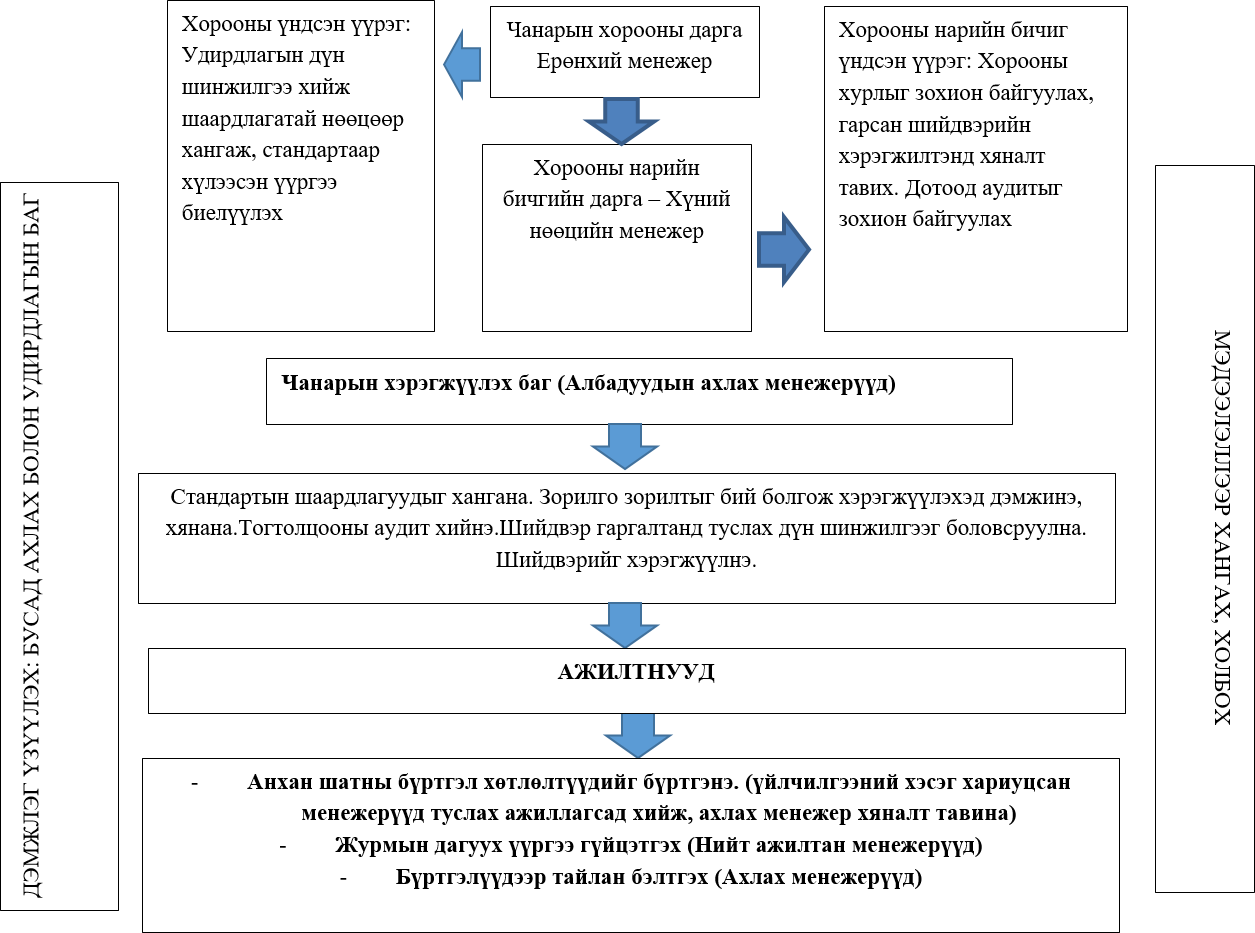 Хорооны үндсэн үүрэг:
Удирдлагын дүн
шинжилгээ хийж
шаардлагатай нөөцөөр
хангаж, стандартаар
хүлээсэн үүргээ
биелүүлэх
Чанарын хорооны дарга
Ерөнхий менежер
Хорооны нарийн
бичгийн дарга – Хүний
нөөцийн менежер
Хорооны нарийн бичиг
үндсэн үүрэг: Хорооны
хурлыг зохион байгуулах,
гарсан шийдвэрийн
хэрэгжилтэнд хяналт
тавих. Дотоод аудитыг
зохион байгуулах
ДЭМЖЛЭГ ҮЗҮҮЛЭХ: БУСАД АХЛАХ БОЛОН УДИРДЛАГЫН БАГ
Чанарын хэрэгжүүлэх баг (Албадуудын ахлах менежерүүд)
Стандартын шаардлагуудыг хангана. Зорилго зорилтыг бий болгож хэрэгжүүлэхэд дэмжинэ,
хянана.Тогтолцооны аудит хийнэ.Шийдвэр гаргалтанд туслах дүн шинжилгээг боловсруулна.
Шийдвэрийг хэрэгжүүлнэ.
АЖИЛТНУУД
- Анхан шатны бүртгэл хөтлөлтүүдийг бүртгэнэ. (үйлчилгээний хэсэг хариуцсан
менежерүүд туслах ажиллагсад хийж, ахлах менежер хяналт тавина)
- Журмын дагуух үүргээ гүйцэтгэх (Нийт ажилтан менежерүүд)
- Бүртгэлүүдээр тайлан бэлтгэх (Ахлах менежерүүд)
МЭДЭЭЛЭЛЛЭЭР ХАНГАХ, ХОЛБОХ